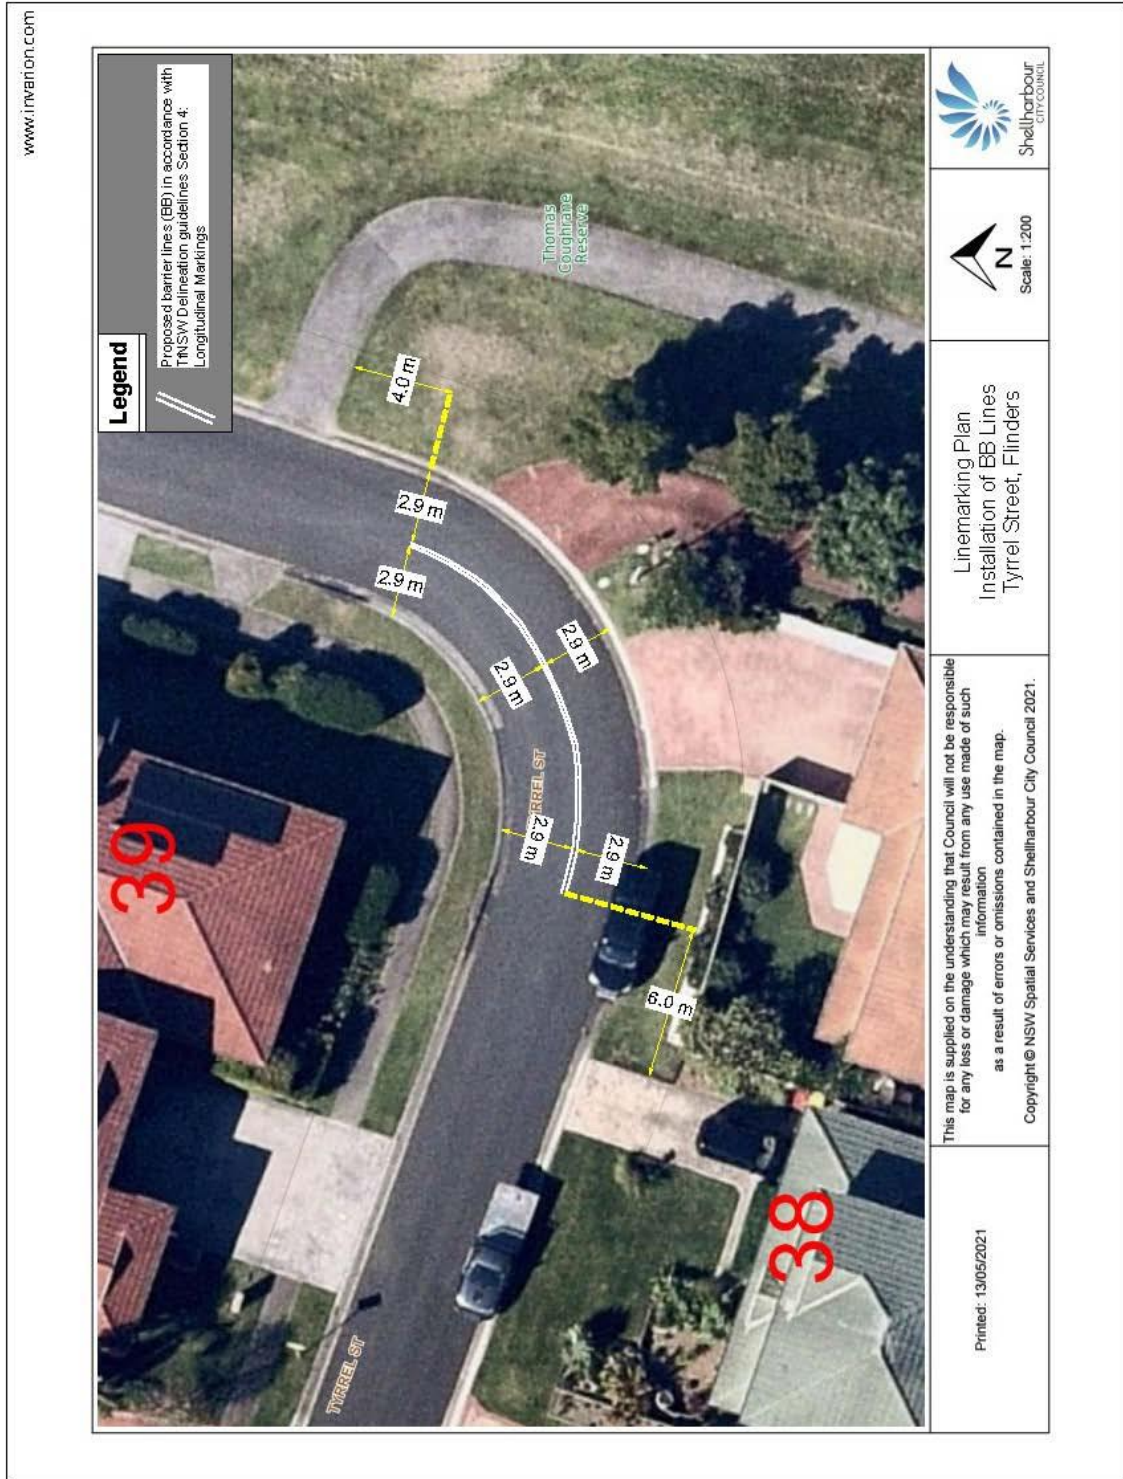 www.invarion.com
Legend
Proposed barrier lines (BB) in accordance with
TfNSW Delineation guidelines Section 4:
Longitudinal Markings
Thomas
Coughrane
Reserve
4.0 m
2.9 m
2.9 m
2.9 m
2.9 m
2.9 m
2.9 m
6.0 m
RREL ST
TYRREL ST
39
38
Printed: 13/05/2021
This map is supplied on the understanding that Council will not be responsible
for any loss or damage which may result from any use made of such
information
as a result of errors or omissions contained in the map.
Copyright © NSW Spatial Services and Shellharbour City Council 2021.
Linemarking Plan
Installation of BB Lines
Tyrrel Street, Flinders
N
Scale: 1:200
Shellharbour
CITY COUNCIL